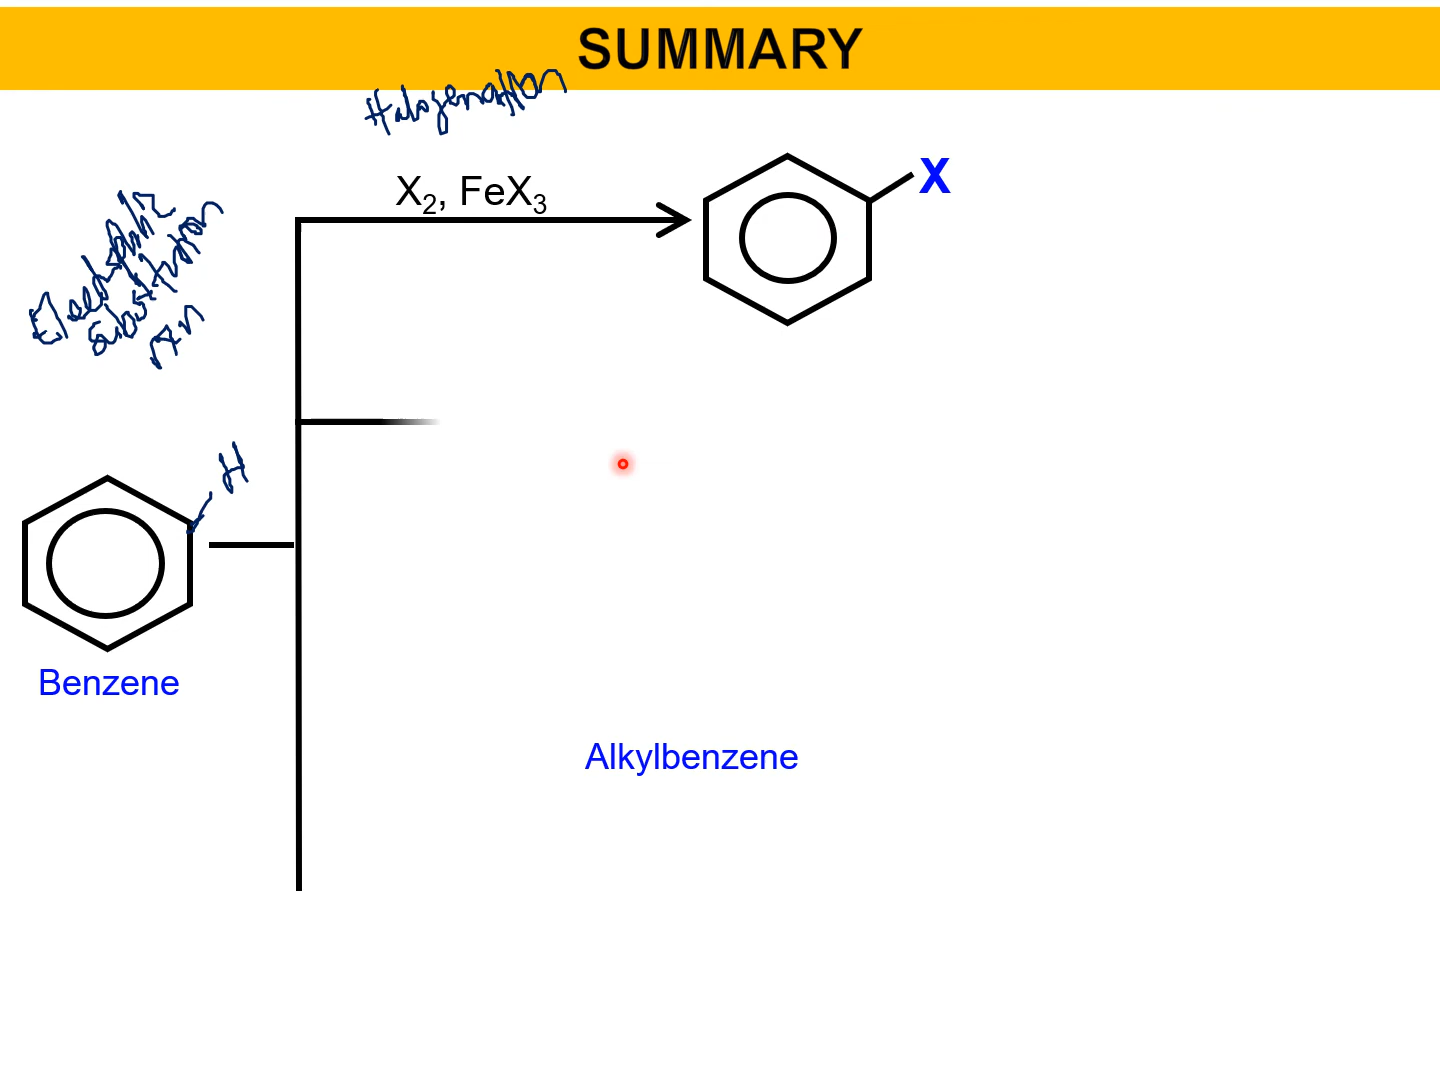 SUMMARY
Halogenation
X₂, FeX₃
X
Electrophilic
substitution
rxn
H
Benzene
Alkylbenzene